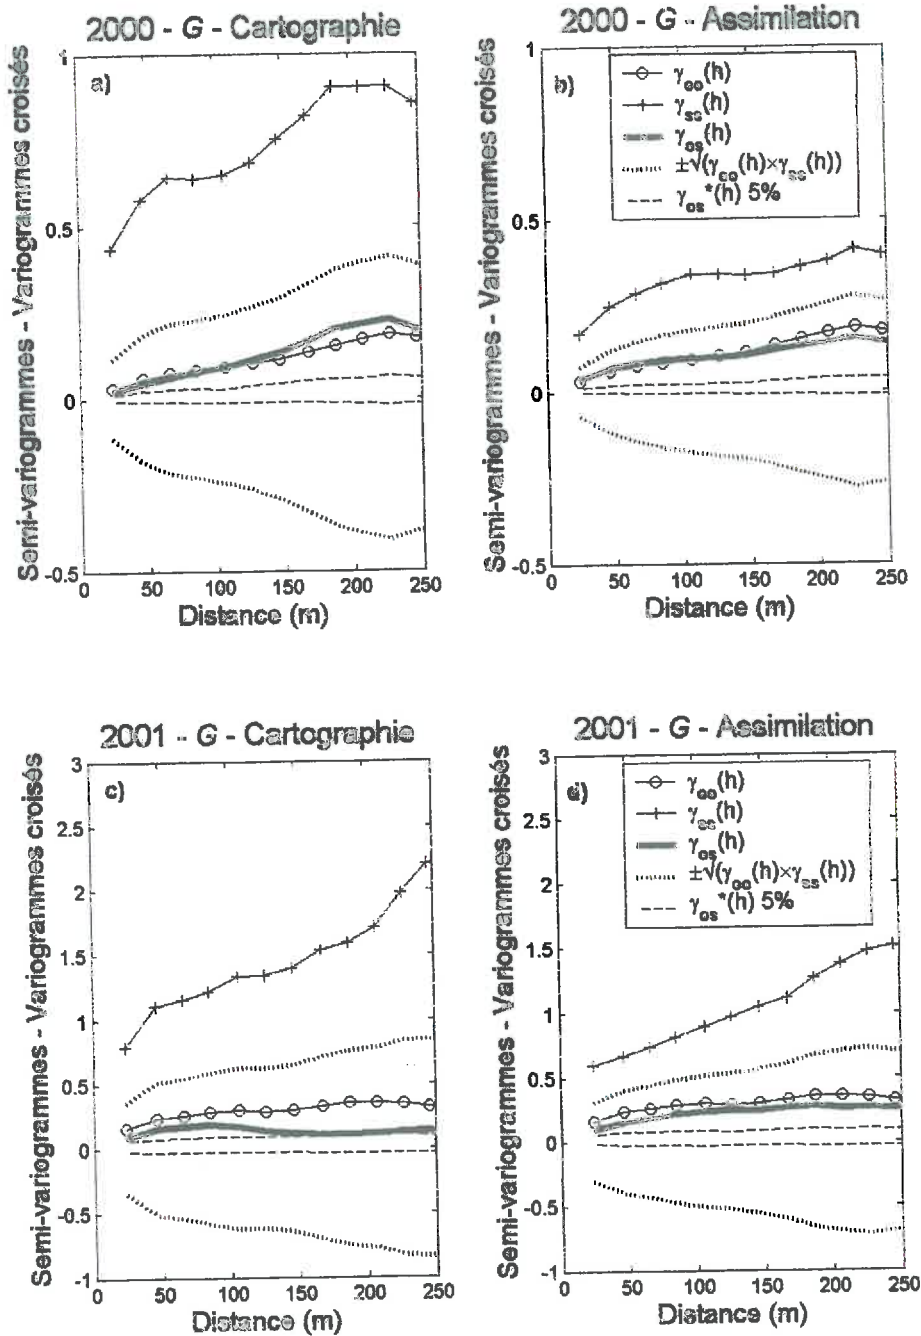 2000 - G - Cartographie
Semi-variogrammes - Variogrammes croisés
a)
1
0.5
0
-0.5
0 50 100 150 200 250
Distance (m)
2000 - G - Assimilation
Semi-variogrammes - Variogrammes croisés
b)
γoo(h)
γss(h)
γos(h)
±√(γoo(h)×γss(h))
γos*(h) 5%
1
0.5
0
-0.5
0 50 100 150 200 250
Distance (m)
2001 - G - Cartographie
Semi-variogrammes - Variogrammes croisés
c)
3
2.5
2
1.5
1
0.5
0
-0.5
-1
0 50 100 150 200 250
Distance (m)
2001 - G - Assimilation
Semi-variogrammes - Variogrammes croisés
d)
γoo(h)
γss(h)
γos(h)
±√(γoo(h)×γss(h))
γos*(h) 5%
3
2.5
2
1.5
1
0.5
0
-0.5
-1
0 50 100 150 200 250
Distance (m)